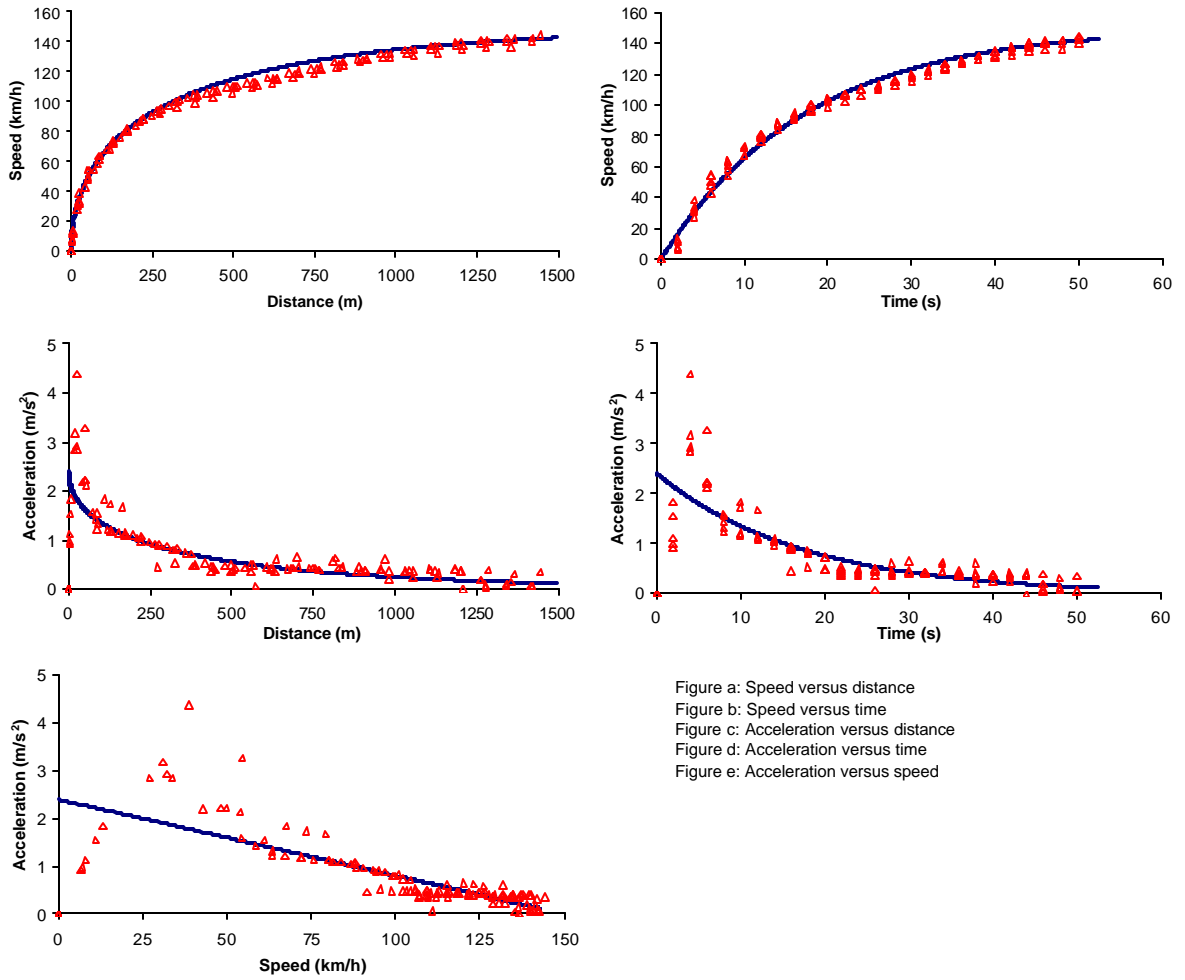 160
140
120
100
80
60
40
20
0
Speed (km/h)
0 250 500 750 1000 1250 1500
Distance (m)
160
140
120
100
80
60
40
20
0
Speed (km/h)
0 10 20 30 40 50 60
Time (s)
5
4
3
2
1
0
Acceleration (m/s²)
0 250 500 750 1000 1250 1500
Distance (m)
5
4
3
2
1
0
Acceleration (m/s²)
0 10 20 30 40 50 60
Time (s)
5
4
3
2
1
0
Acceleration (m/s²)
0 25 50 75 100 125 150
Speed (km/h)
Figure a: Speed versus distance
Figure b: Speed versus time
Figure c: Acceleration versus distance
Figure d: Acceleration versus time
Figure e: Acceleration versus speed